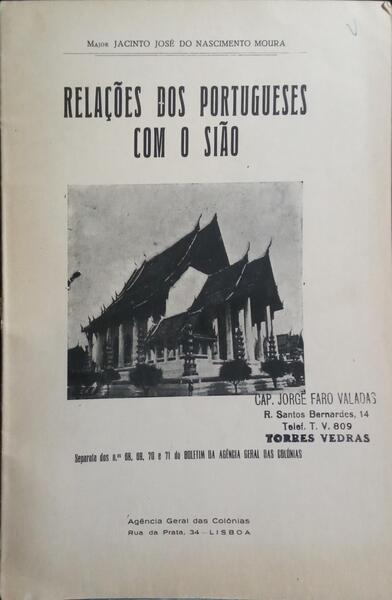 Major JACINTO JOSÉ DO NASCIMENTO MOURA
RELAÇÕES DOS PORTUGUESES
COM O SIÃO
CAP. JORGE FARO VALADAS
R. Santos Bernardes, 14
Telef. T. V. 809
TORRES VEDRAS
Separata dos n.os 68, 69, 70 e 71 do BOLETIM DA AGÊNCIA GERAL DAS COLÓNIAS
Agência Geral das Colónias
Rua da Prata, 34 — LISBOA